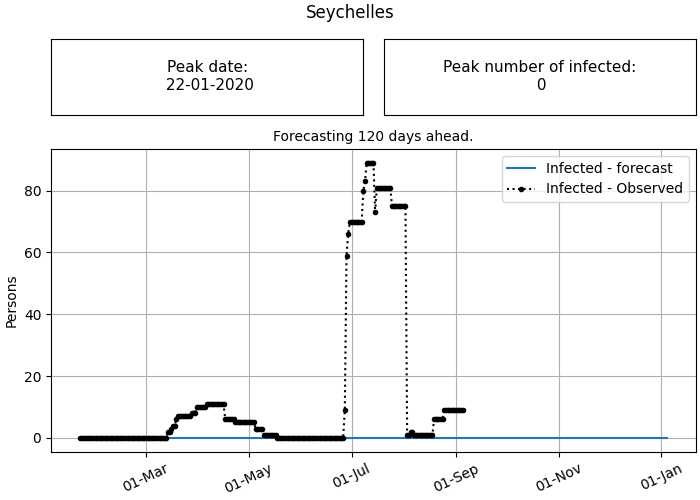 Seychelles
Peak date:
22-01-2020
Peak number of infected:
0
Forecasting 120 days ahead.
Infected - forecast
Infected - Observed
Persons
80
60
40
20
0
01-Mar
01-May
01-Jul
01-Sep
01-Nov
01-Jan